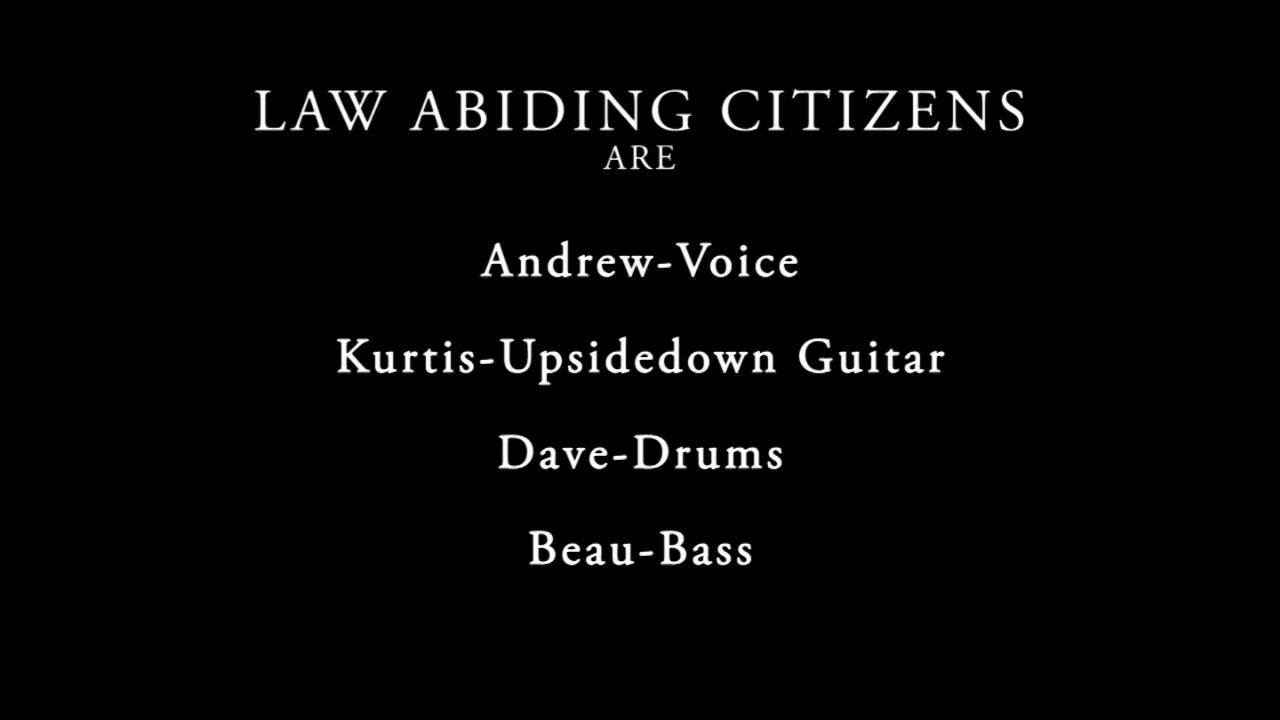 LAW ABIDING CITIZENS
ARE
Andrew-Voice
Kurtis-Upsidedown Guitar
Dave-Drums
Beau-Bass